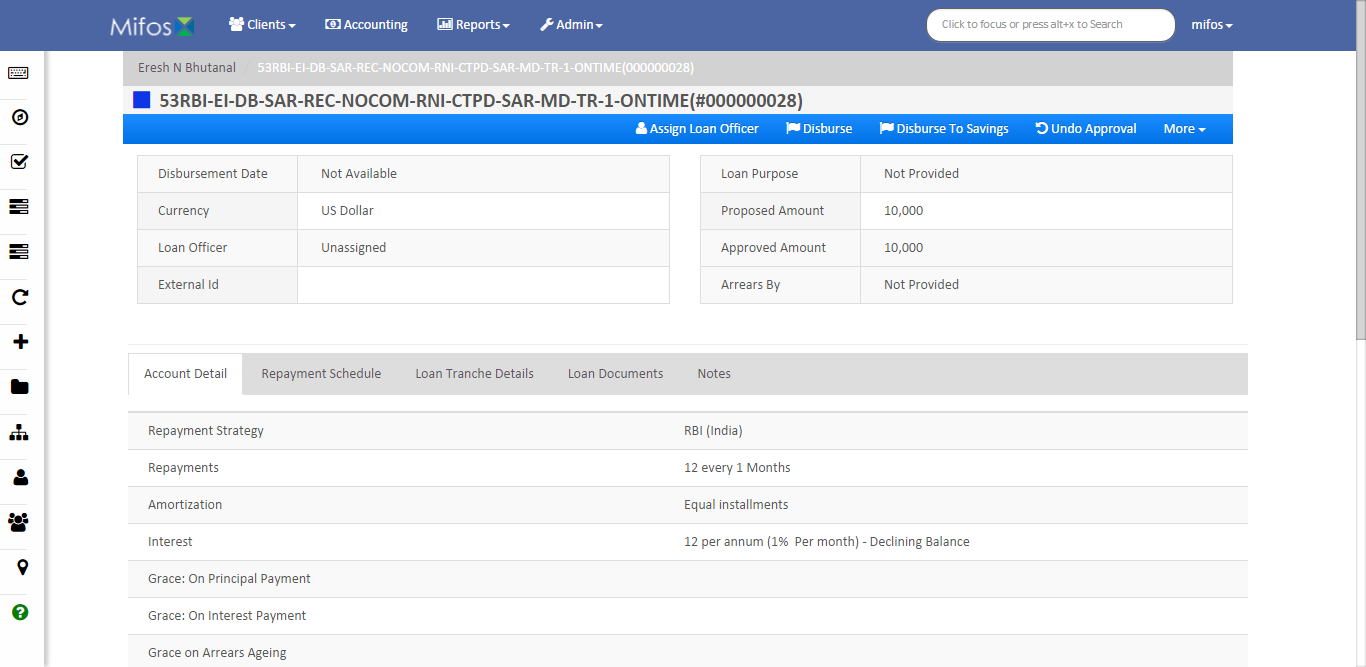 Mifos Clients Accounting Reports Admin Click to focus or press alt+x to Search mifos
Eresh N Bhutanal / 53RBI-EI-DB-SAR-REC-NOCOM-RNI-CTPD-SAR-MD-TR-1-ONTIME(000000028)
53RBI-EI-DB-SAR-REC-NOCOM-RNI-CTPD-SAR-MD-TR-1-ONTIME(#000000028)
Assign Loan Officer Disburse Disburse To Savings Undo Approval More
Disbursement Date Not Available Loan Purpose Not Provided
Currency US Dollar Proposed Amount 10,000
Loan Officer Unassigned Approved Amount 10,000
External Id Arrears By Not Provided
Account Detail Repayment Schedule Loan Tranche Details Loan Documents Notes
Repayment Strategy RBI (India)
Repayments 12 every 1 Months
Amortization Equal installments
Interest 12 per annum (1% Per month) - Declining Balance
Grace: On Principal Payment
Grace: On Interest Payment
Grace on Arrears Ageing